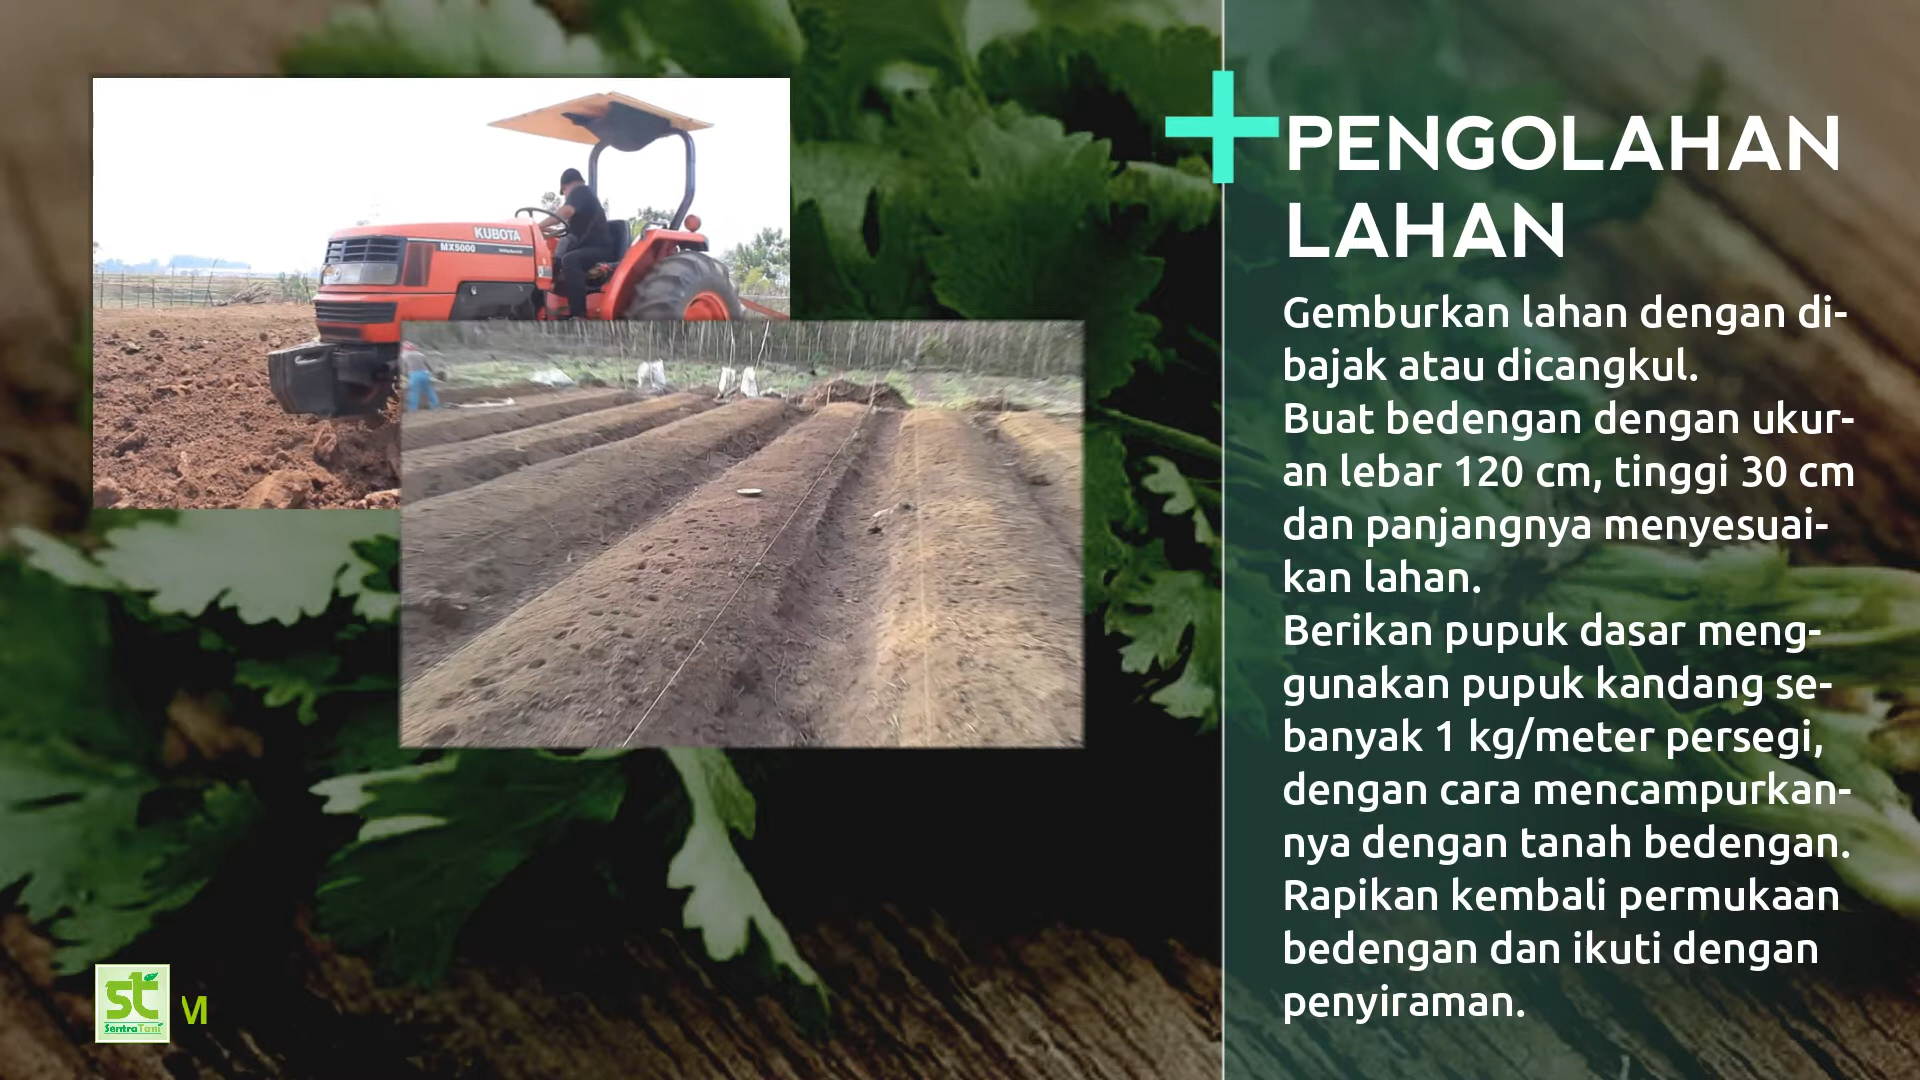 KUBOTA
MX5000
PENGOLAHAN
LAHAN
Gemburkan lahan dengan di-
bajak atau dicangkul.
Buat bedengan dengan ukur-
an lebar 120 cm, tinggi 30 cm
dan panjangnya menyesuai-
kan lahan.
Berikan pupuk dasar meng-
gunakan pupuk kandang se-
banyak 1 kg/meter persegi,
dengan cara mencampurkan-
nya dengan tanah bedengan.
Rapikan kembali permukaan
bedengan dan ikuti dengan
penyiraman.
st
SentraTani
M